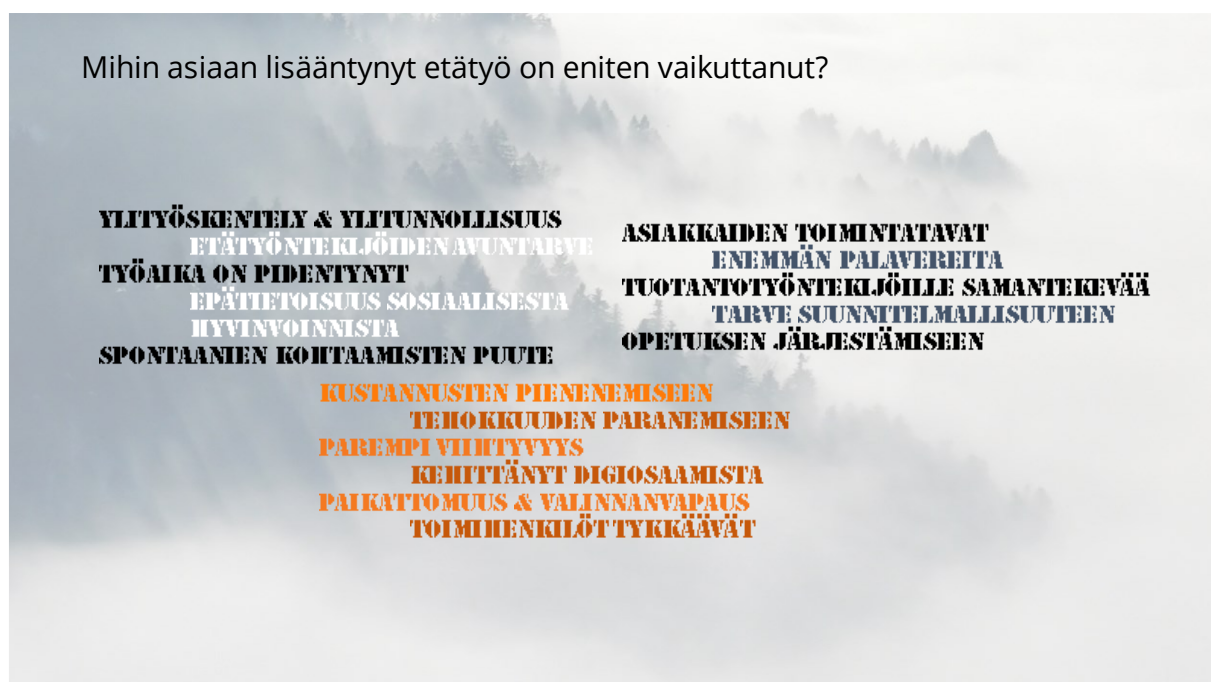 Mihin asiaan lisääntynyt etätyö on eniten vaikuttanut?
YLITYÖSKENTELY & YLITUNNOLLISUUS
ETÄTYÖNTEKIJÖIDEN AVUNTARVE
TYÖAIKA ON PIDENTYNYT
EPÄTIETOISUUS SOSIAALISESTA
HYVINVOINNISTA
SPONTAANIEN KOHTAAMISTEN PUUTE
ASIAKKAIDEN TOIMINTATAVAT
ENEMMÄN PALAVEREITA
TUOTANTOTYÖNTEKIJÖILLE SAMANTEKEVÄÄ
TARVE SUUNNITELMALLISUUTEEN
OPETUKSEN JÄRJESTÄMISEEN
KUSTANNUSTEN PIENENEMISEEN
TEHOKKUUDEN PARANEMISEEN
PAREMPI VIIHTYVYYS
KEHITTÄNYT DIGIOSAAMISTA
PAIKATTOMUUS & VALINNANVAPAUS
TOIMIHENKILÖT TYKKÄÄVÄT